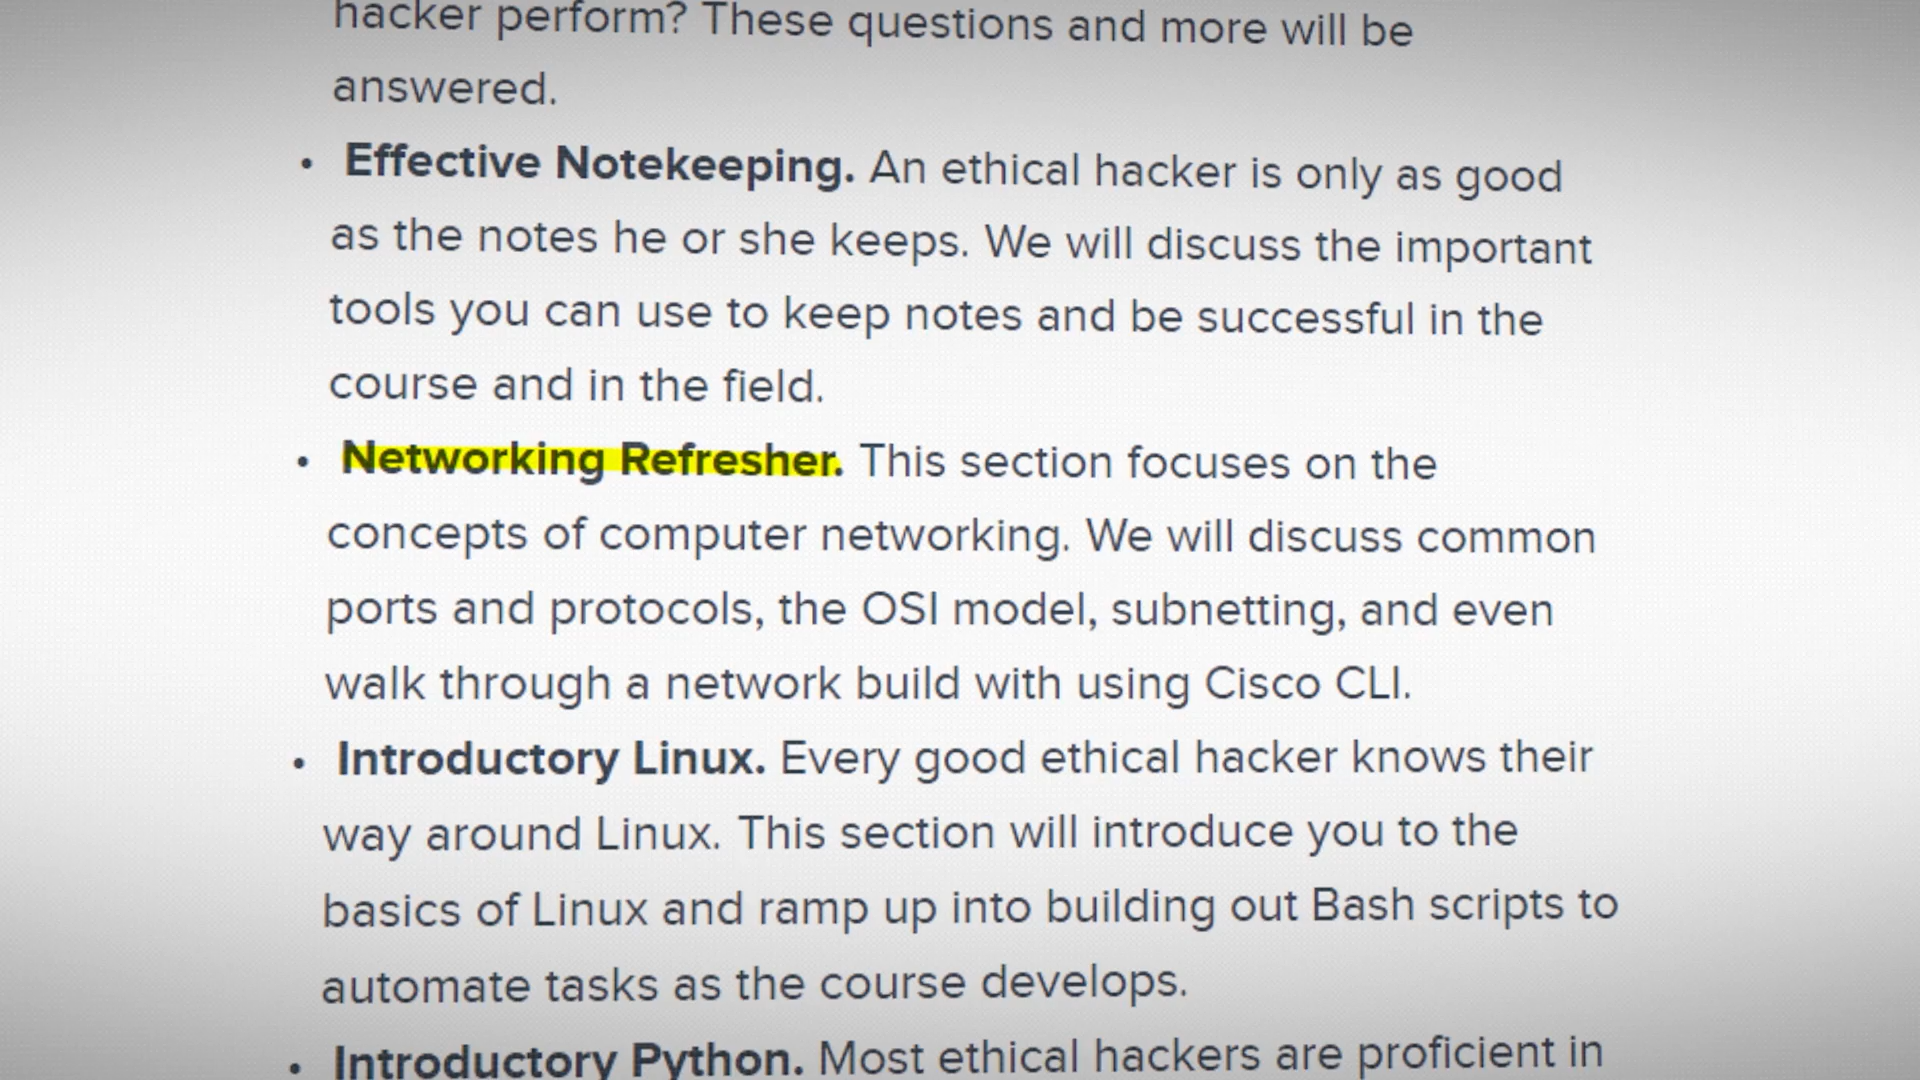 hacker perform? These questions and more will be
answered.
• Effective Notekeeping. An ethical hacker is only as good
as the notes he or she keeps. We will discuss the important
tools you can use to keep notes and be successful in the
course and in the field.
• Networking Refresher. This section focuses on the
concepts of computer networking. We will discuss common
ports and protocols, the OSI model, subnetting, and even
walk through a network build with using Cisco CLI.
• Introductory Linux. Every good ethical hacker knows their
way around Linux. This section will introduce you to the
basics of Linux and ramp up into building out Bash scripts to
automate tasks as the course develops.
• Introductory Python. Most ethical hackers are proficient in